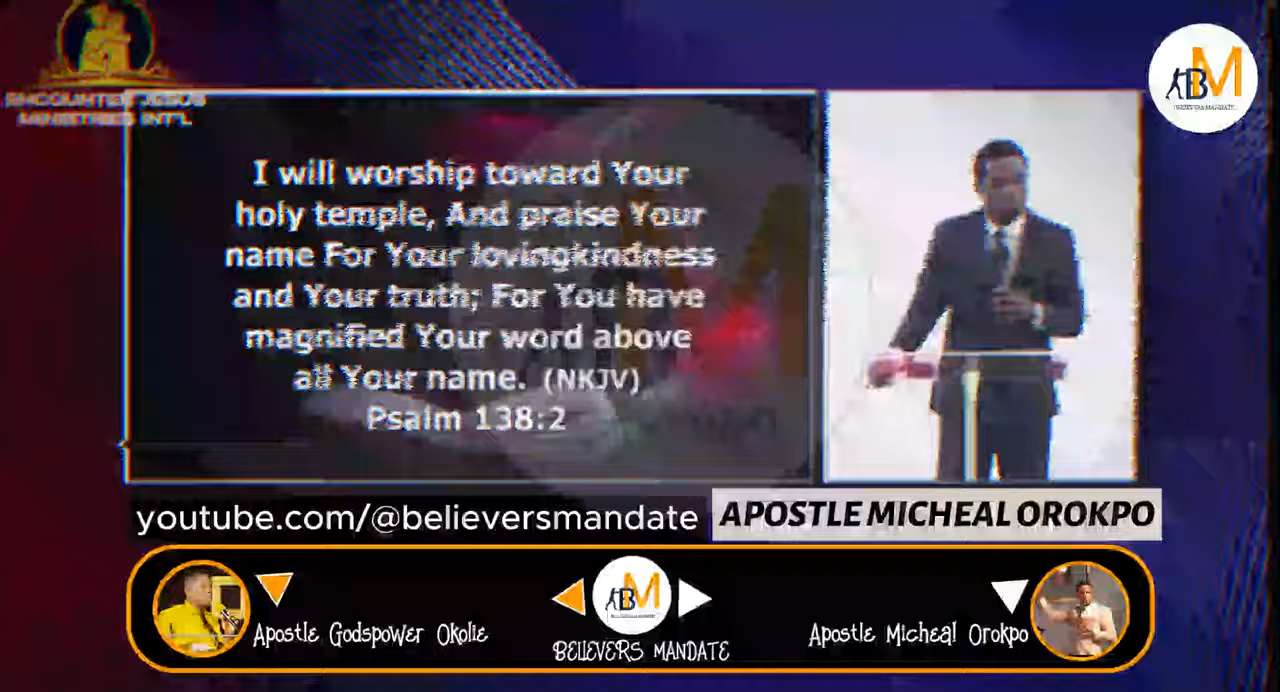 ENCOUNTER JESUS
MINISTRIES INT'L
BM
I will worship toward Your
holy temple, And praise Your
name For Your lovingkindness
and Your truth; For You have
magnified Your word above
all Your name. (NKJV)
Psalm 138:2
youtube.com/@believersmandate
APOSTLE MICHEAL OROKPO
Apostle Godspower Okolie
BM
BELIEVERS MANDATE
Apostle Micheal Orokpo